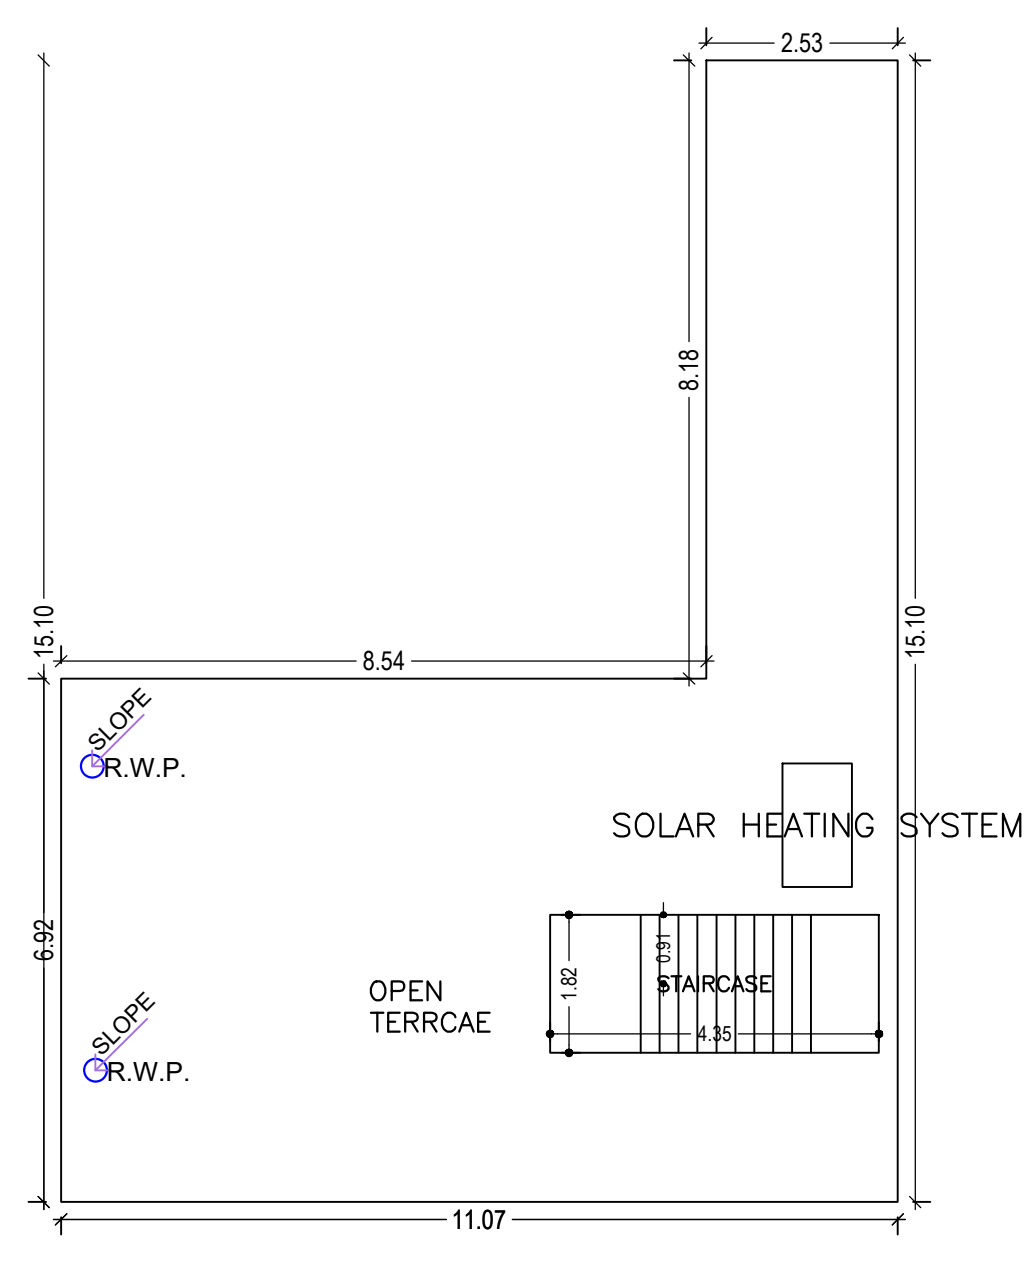 2.53
8.18
15.10
15.10
8.54
SLOPE
R.W.P.
SOLAR HEATING SYSTEM
6.92
0.91
1.82
STAIRCASE
OPEN
TERRCAE
4.35
SLOPE
R.W.P.
11.07